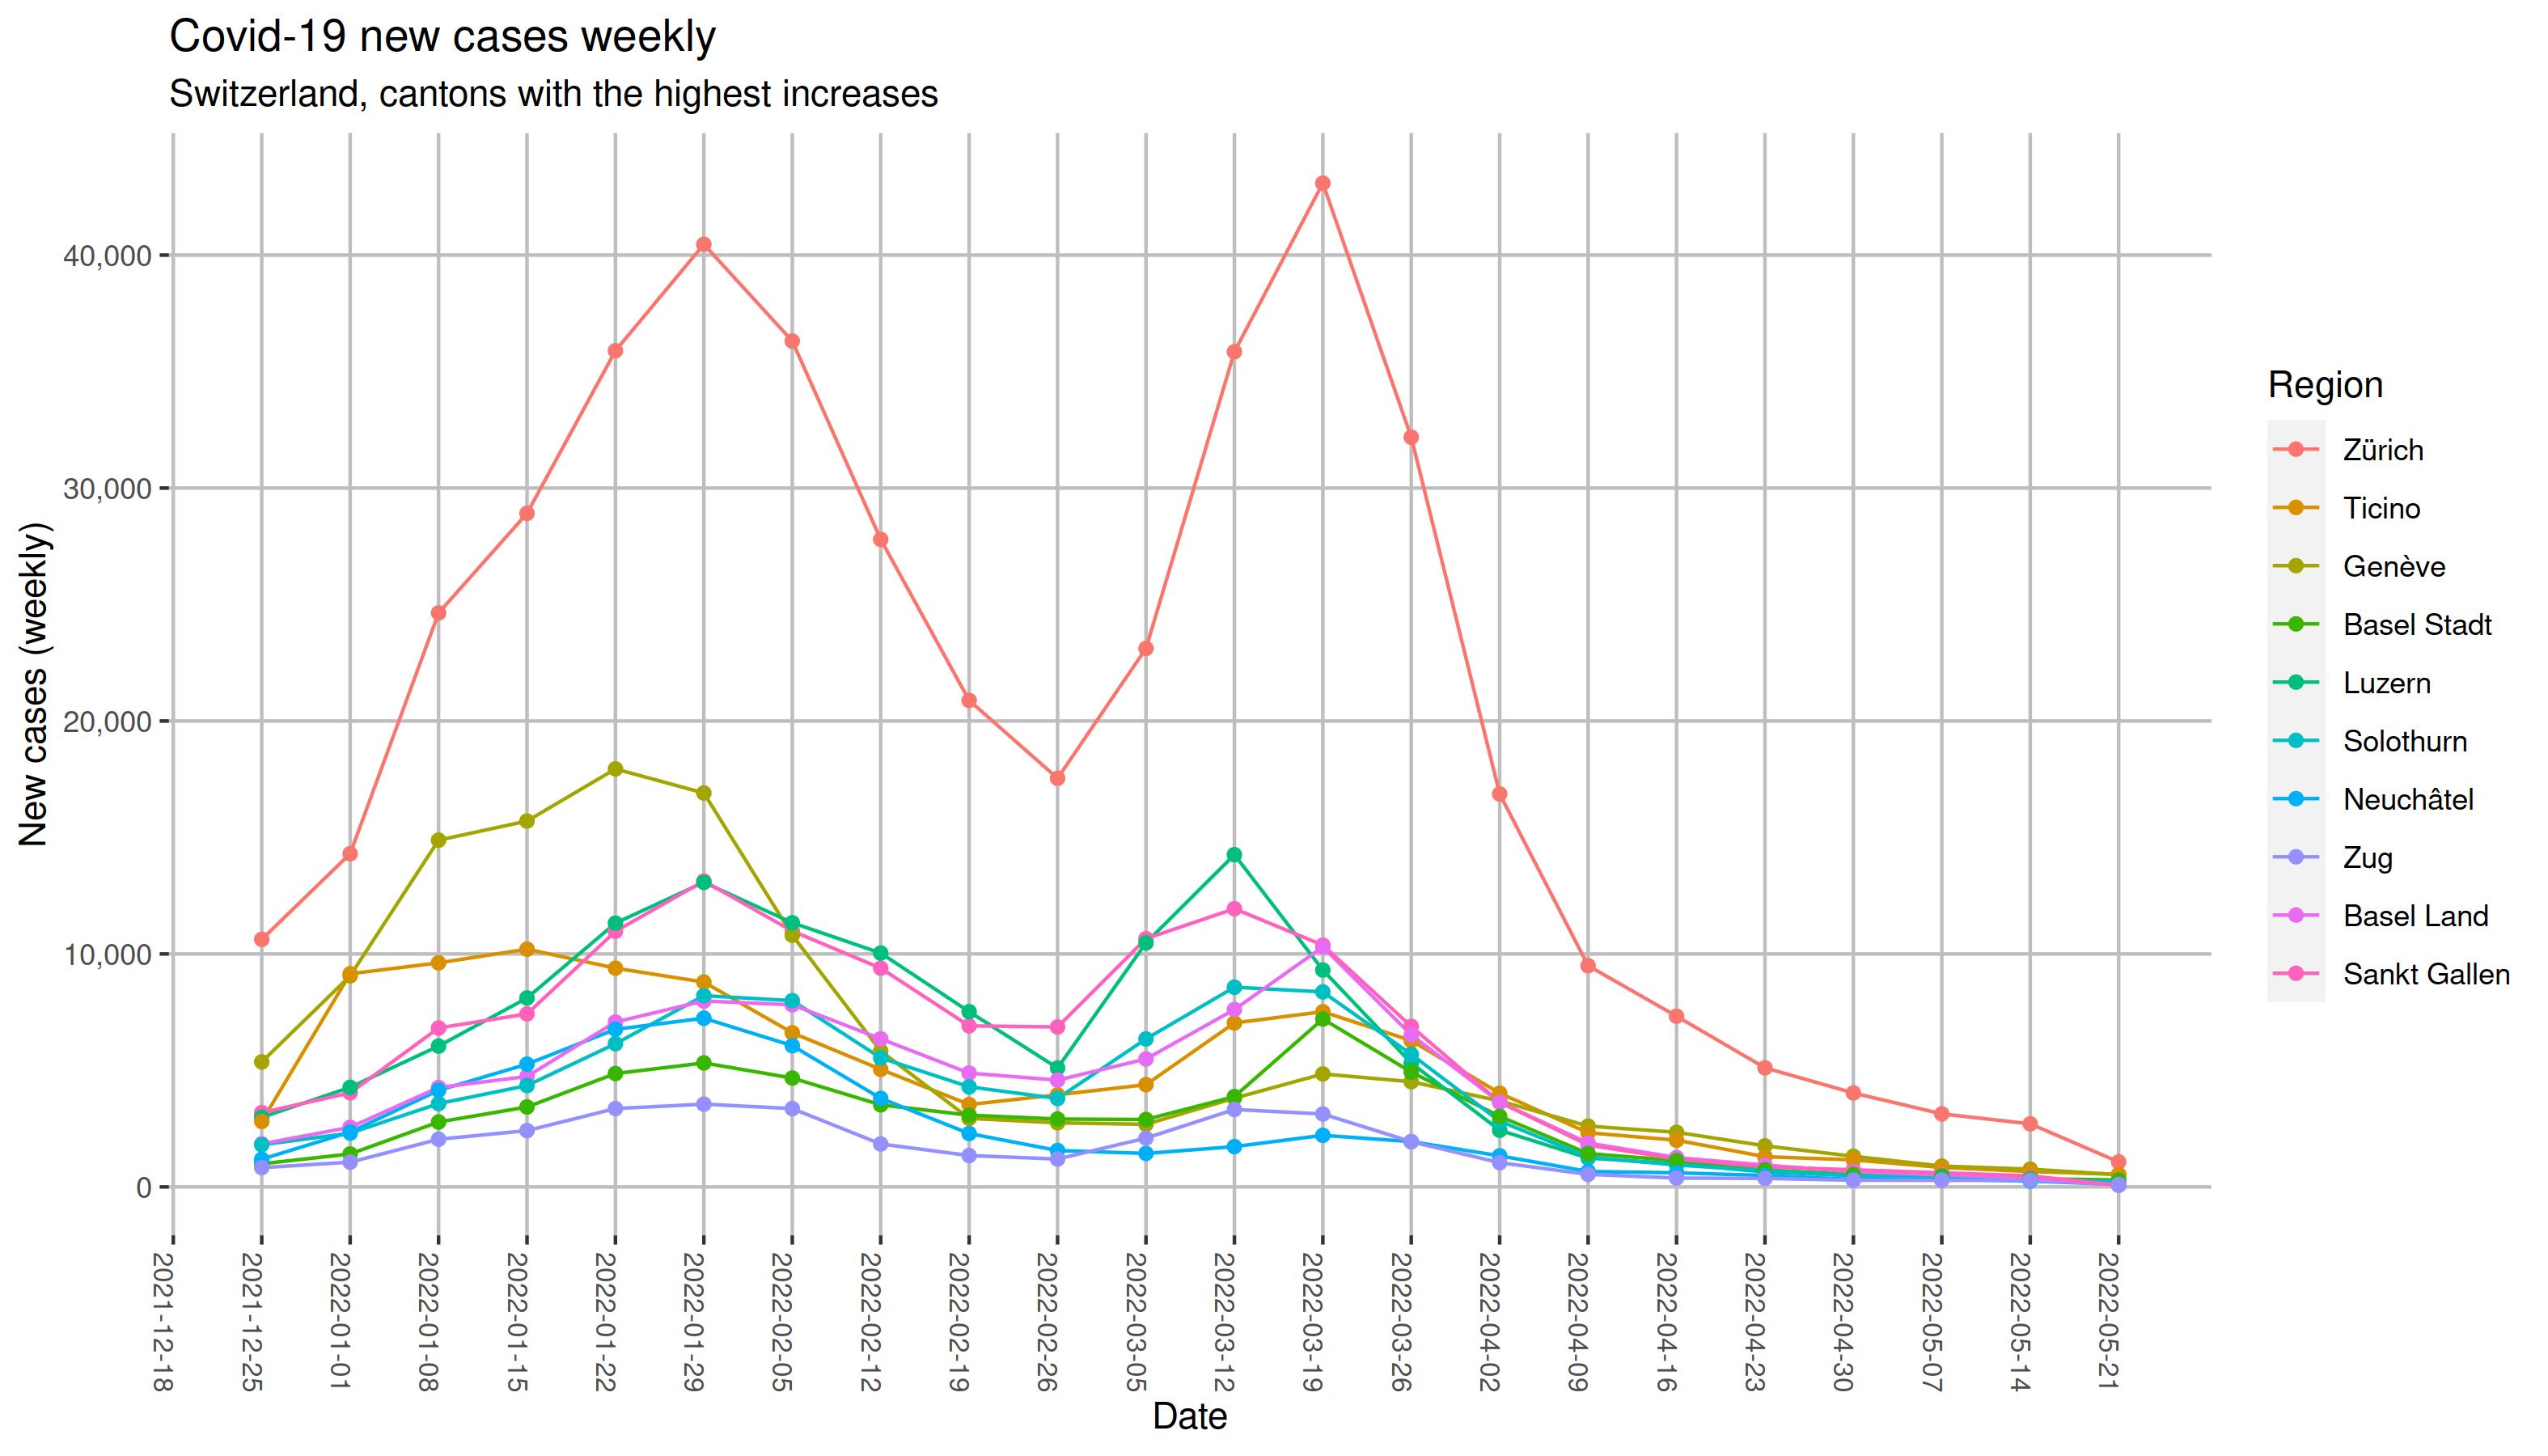 Covid-19 new cases weekly
Switzerland, cantons with the highest increases
New cases (weekly)
40,000
30,000
20,000
10,000
0
2021-12-18
2021-12-25
2022-01-01
2022-01-08
2022-01-15
2022-01-22
2022-01-29
2022-02-05
2022-02-12
2022-02-19
2022-02-26
2022-03-05
2022-03-12
2022-03-19
2022-03-26
2022-04-02
2022-04-09
2022-04-16
2022-04-23
2022-04-30
2022-05-07
2022-05-14
2022-05-21
Date
Region
Zürich
Ticino
Genève
Basel Stadt
Luzern
Solothurn
Neuchâtel
Zug
Basel Land
Sankt Gallen